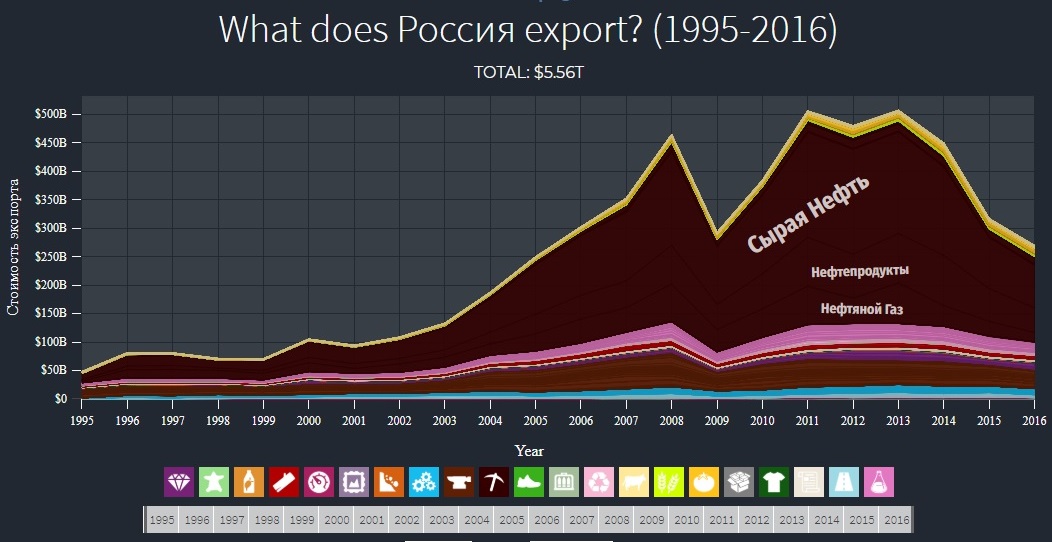 What does Россия export? (1995-2016)
TOTAL: $5.56T
Стоимость экспорта
$500B
$450B
$400B
$350B
$300B
$250B
$200B
$150B
$100B
$50B
$0
Сырая Нефть
Нефтепродукты
Нефтяной Газ
1995 1996 1997 1998 1999 2000 2001 2002 2003 2004 2005 2006 2007 2008 2009 2010 2011 2012 2013 2014 2015 2016
Year
1995 1996 1997 1998 1999 2000 2001 2002 2003 2004 2005 2006 2007 2008 2009 2010 2011 2012 2013 2014 2015 2016